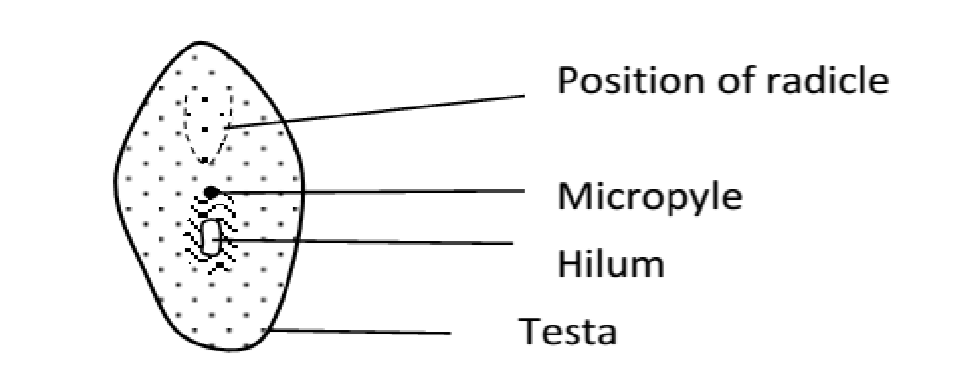 Position of radicle
Micropyle
Hilum
Testa